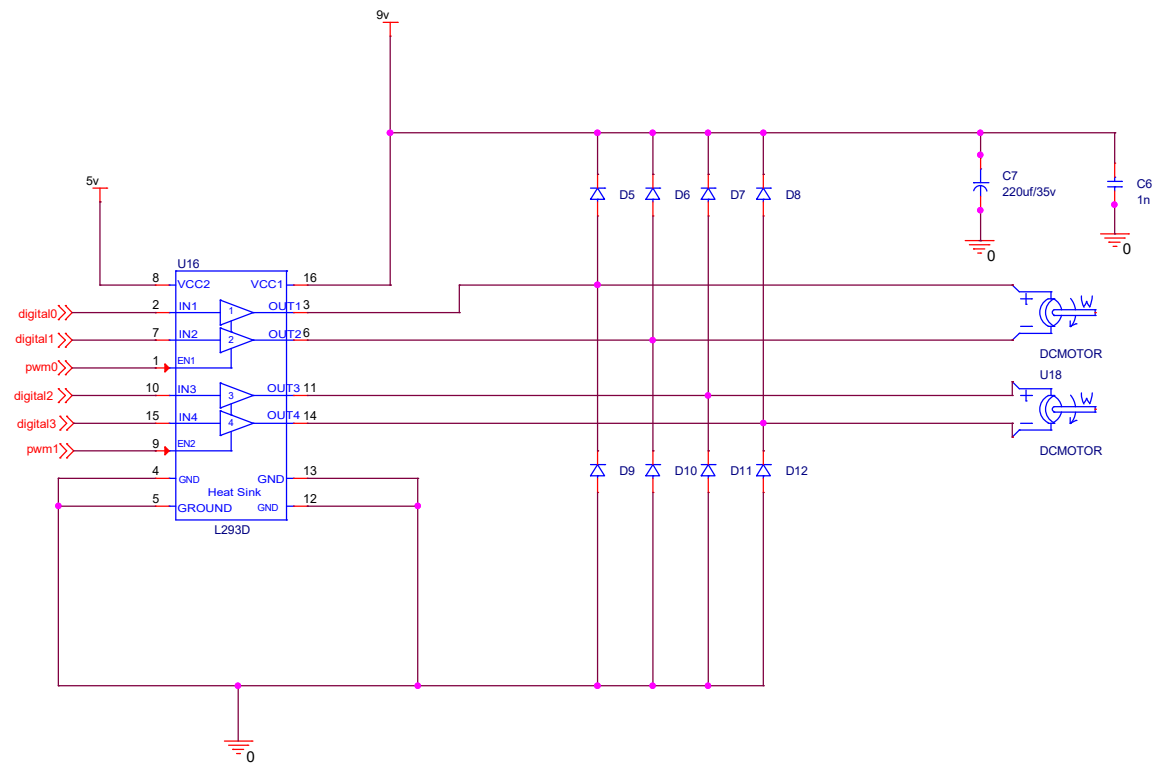 9v
5v
D5
D6
D7
D8
C7
220uf/35v
C6
1n
0
0
U16
8
VCC2
VCC1
16
digital0
2
IN1
1
OUT1
3
digital1
7
IN2
2
OUT2
6
pwm0
1
EN1
digital2
10
IN3
3
OUT3
11
digital3
15
IN4
4
OUT4
14
pwm1
9
EN2
4
GND
GND
13
Heat Sink
5
GROUND
GND
12
L293D
+
W
DCMOTOR
U18
+
W
DCMOTOR
D9
D10
D11
D12
0